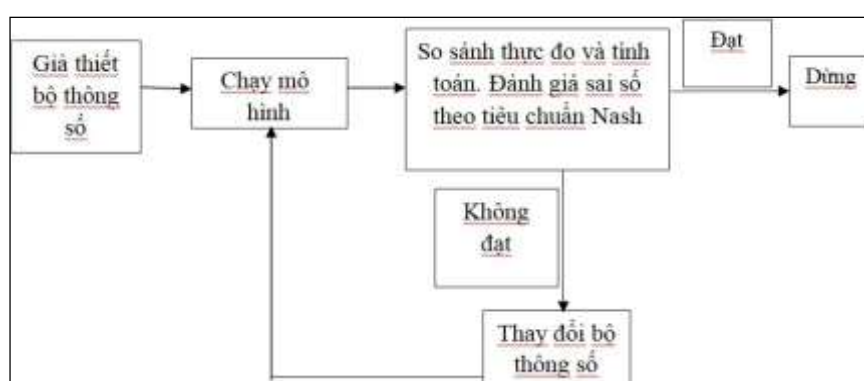 Giả thiết
bộ thông
số
Chạy mô
hình
So sánh thực đo và tính
toán. Đánh giá sai số
theo tiêu chuẩn Nash
Đạt
Dừng
Không
đạt
Thay đổi bộ
thông số